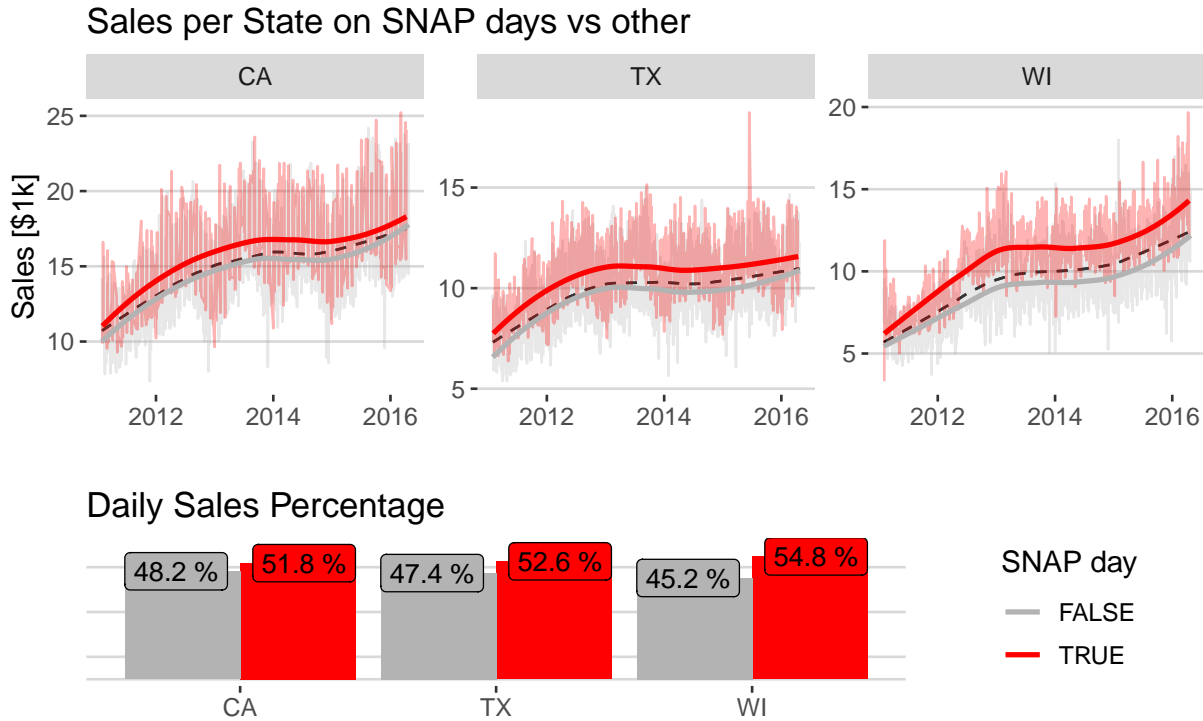 Sales per State on SNAP days vs other
CA
TX
WI
Sales [$1k]
25
20
15
10
15
10
5
20
15
10
5
2012
2014
2016
2012
2014
2016
2012
2014
2016
Daily Sales Percentage
48.2 %
51.8 %
47.4 %
52.6 %
45.2 %
54.8 %
CA
TX
WI
SNAP day
FALSE
TRUE